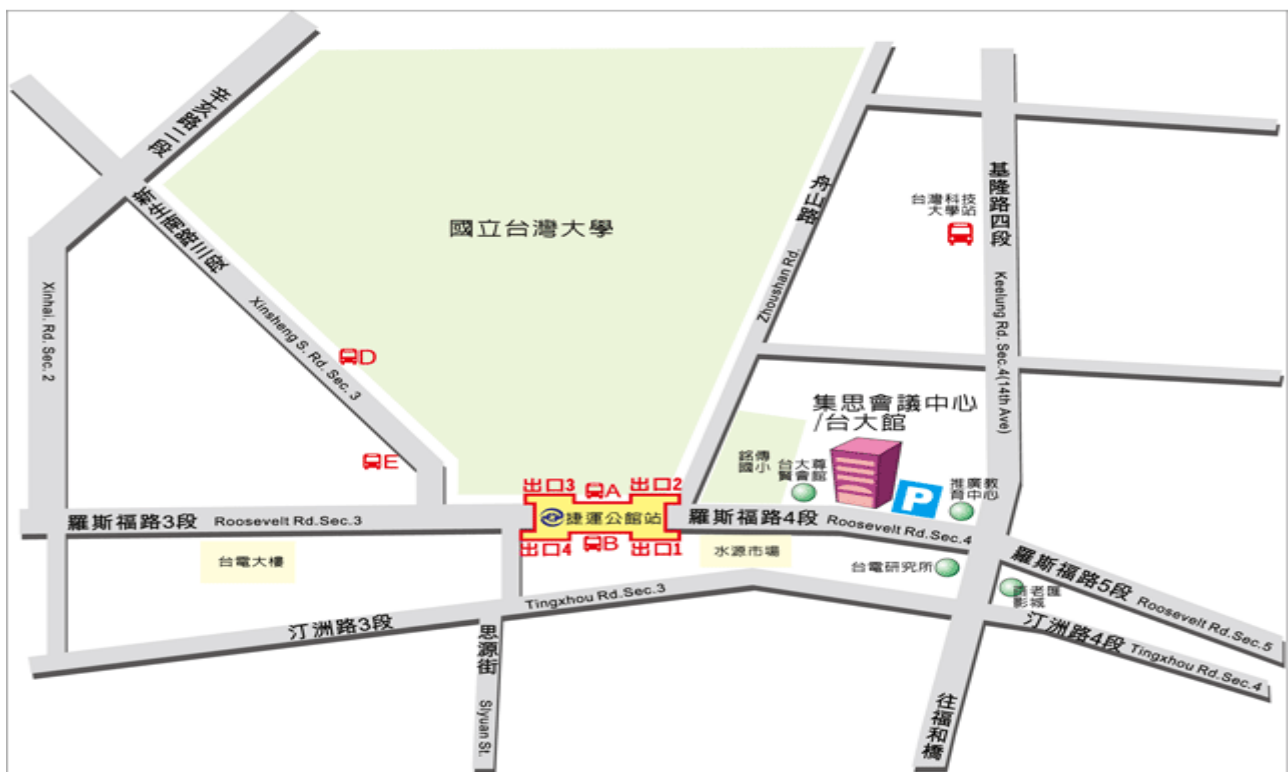 辛亥路二段
新生南路三段
Xinsheng S. Rd. Sec. 3
Xinhai. Rd. Sec. 2
國立台灣大學
舟山路
Zhoushan Rd.
台灣科技
大學站
基隆路四段
Keelung Rd. Sec.4(14th Ave)
D
E
集思會議中心
/台大館
銘傳
國小
台大尊
賢會館
P
推廣教
育中心
出口3
A
出口2
捷運公館站
出口4
B
出口1
羅斯福路3段 Roosevelt Rd.Sec.3
羅斯福路4段 Roosevelt Rd.Sec.4
台電大樓
水源市場
台電研究所
羅斯福路5段 Roosevelt Rd.Sec.5
老匯
影城
汀洲路3段
Tingxhou Rd.Sec.3
汀洲路4段 Tingxhou Rd.Sec.4
思源街
SIyuan St.
往福和橋